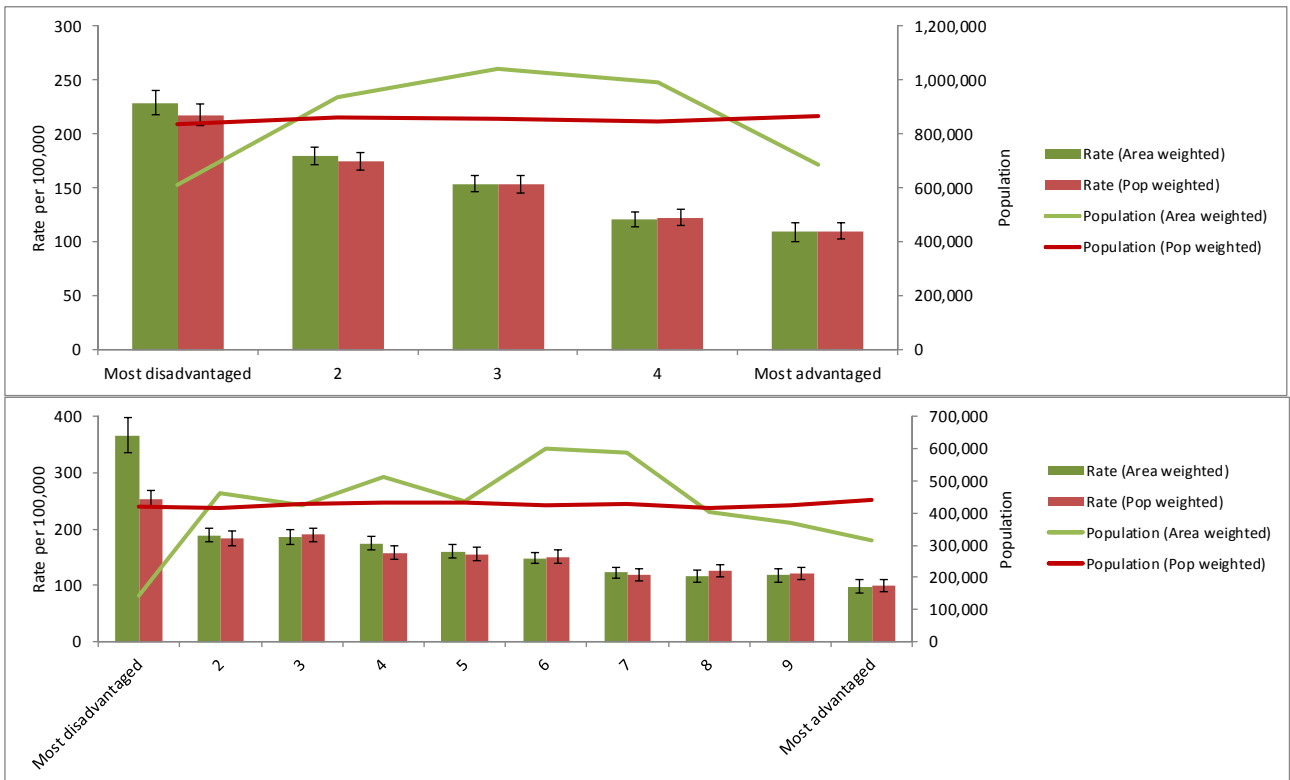 300
250
200
150
100
50
0
Rate per 100,000
1,200,000
1,000,000
800,000
600,000
400,000
200,000
0
Population
Most disadvantaged
2
3
4
Most advantaged
Rate (Area weighted)
Rate (Pop weighted)
Population (Area weighted)
Population (Pop weighted)
400
300
200
100
0
Rate per 100,000
700,000
600,000
500,000
400,000
300,000
200,000
100,000
0
Population
Most disadvantaged
2
3
4
5
6
7
8
9
Most advantaged
Rate (Area weighted)
Rate (Pop weighted)
Population (Area weighted)
Population (Pop weighted)